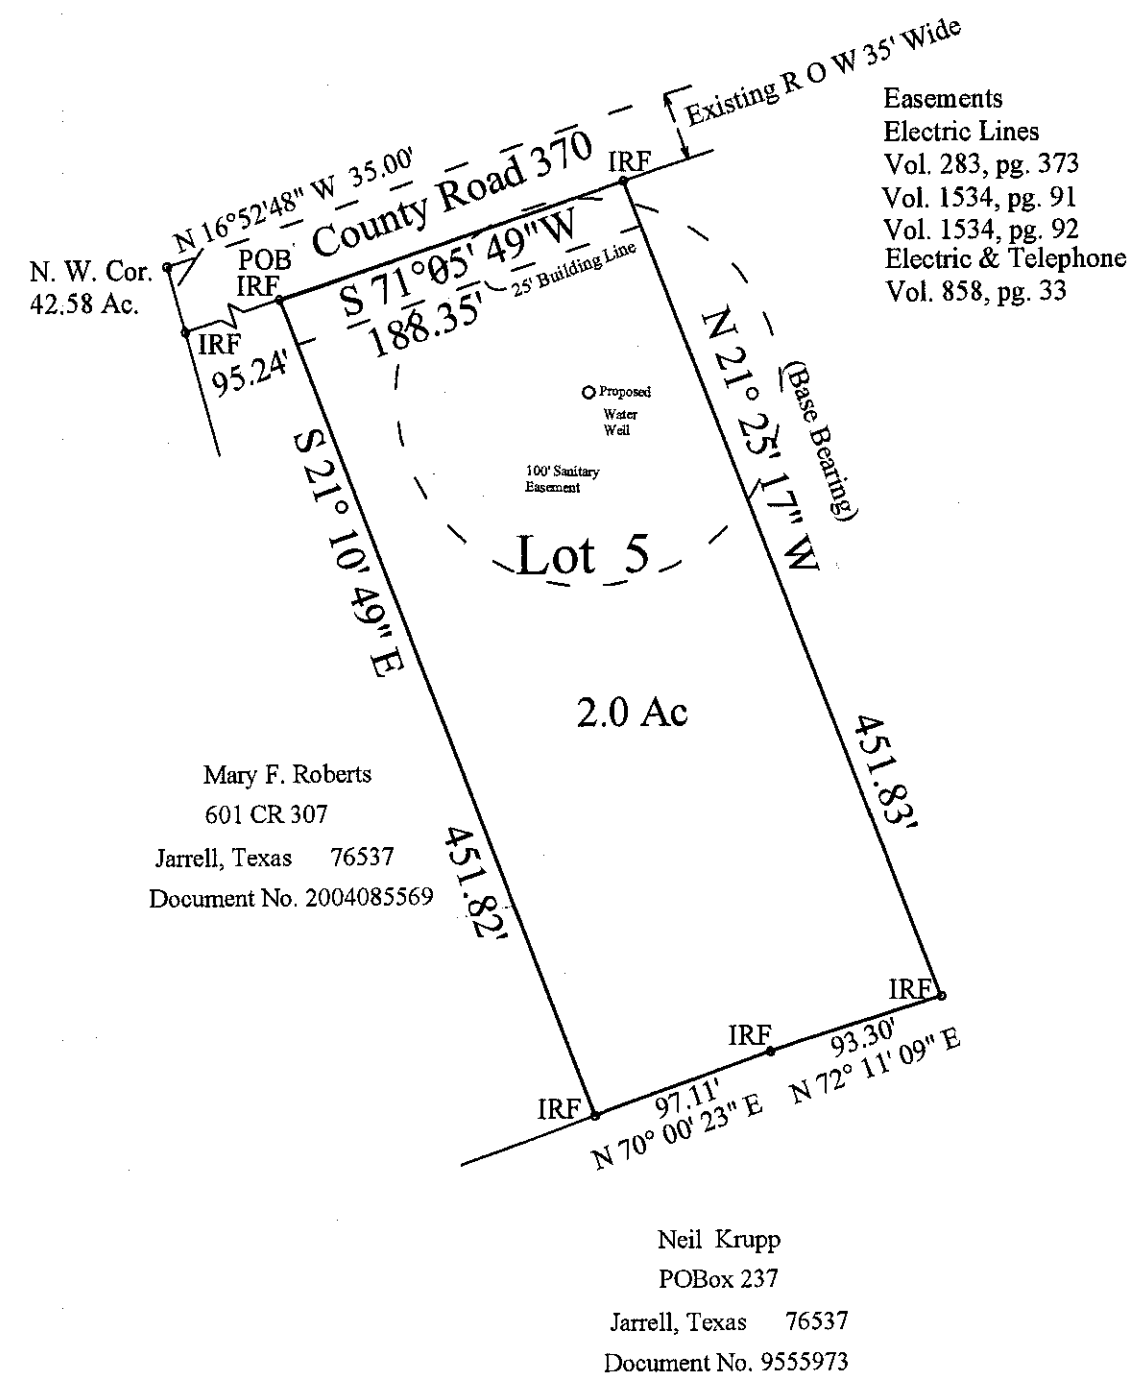 Existing R O W 35' Wide
Easements
Electric Lines
Vol. 283, pg. 373
Vol. 1534, pg. 91
Vol. 1534, pg. 92
Electric & Telephone
Vol. 858, pg. 33
N 16°52'48" W 35.00'
County Road 370
IRF
N. W. Cor.
42.58 Ac.
POB
IRF
IRF
95.24'
S 71°05' 49"W
188.35'
25' Building Line
N 21° 25' 17" W
(Base Bearing)
Proposed
Water
Well
100' Sanitary
Easement
S 21° 10' 49" E
Lot 5
2.0 Ac
451.83'
Mary F. Roberts
601 CR 307
Jarrell, Texas 76537
Document No. 2004085569
451.82'
IRF
IRF
IRF
93.30'
N 72° 11' 09" E
97.11'
N 70° 00' 23" E
Neil Krupp
POBox 237
Jarrell, Texas 76537
Document No. 9555973